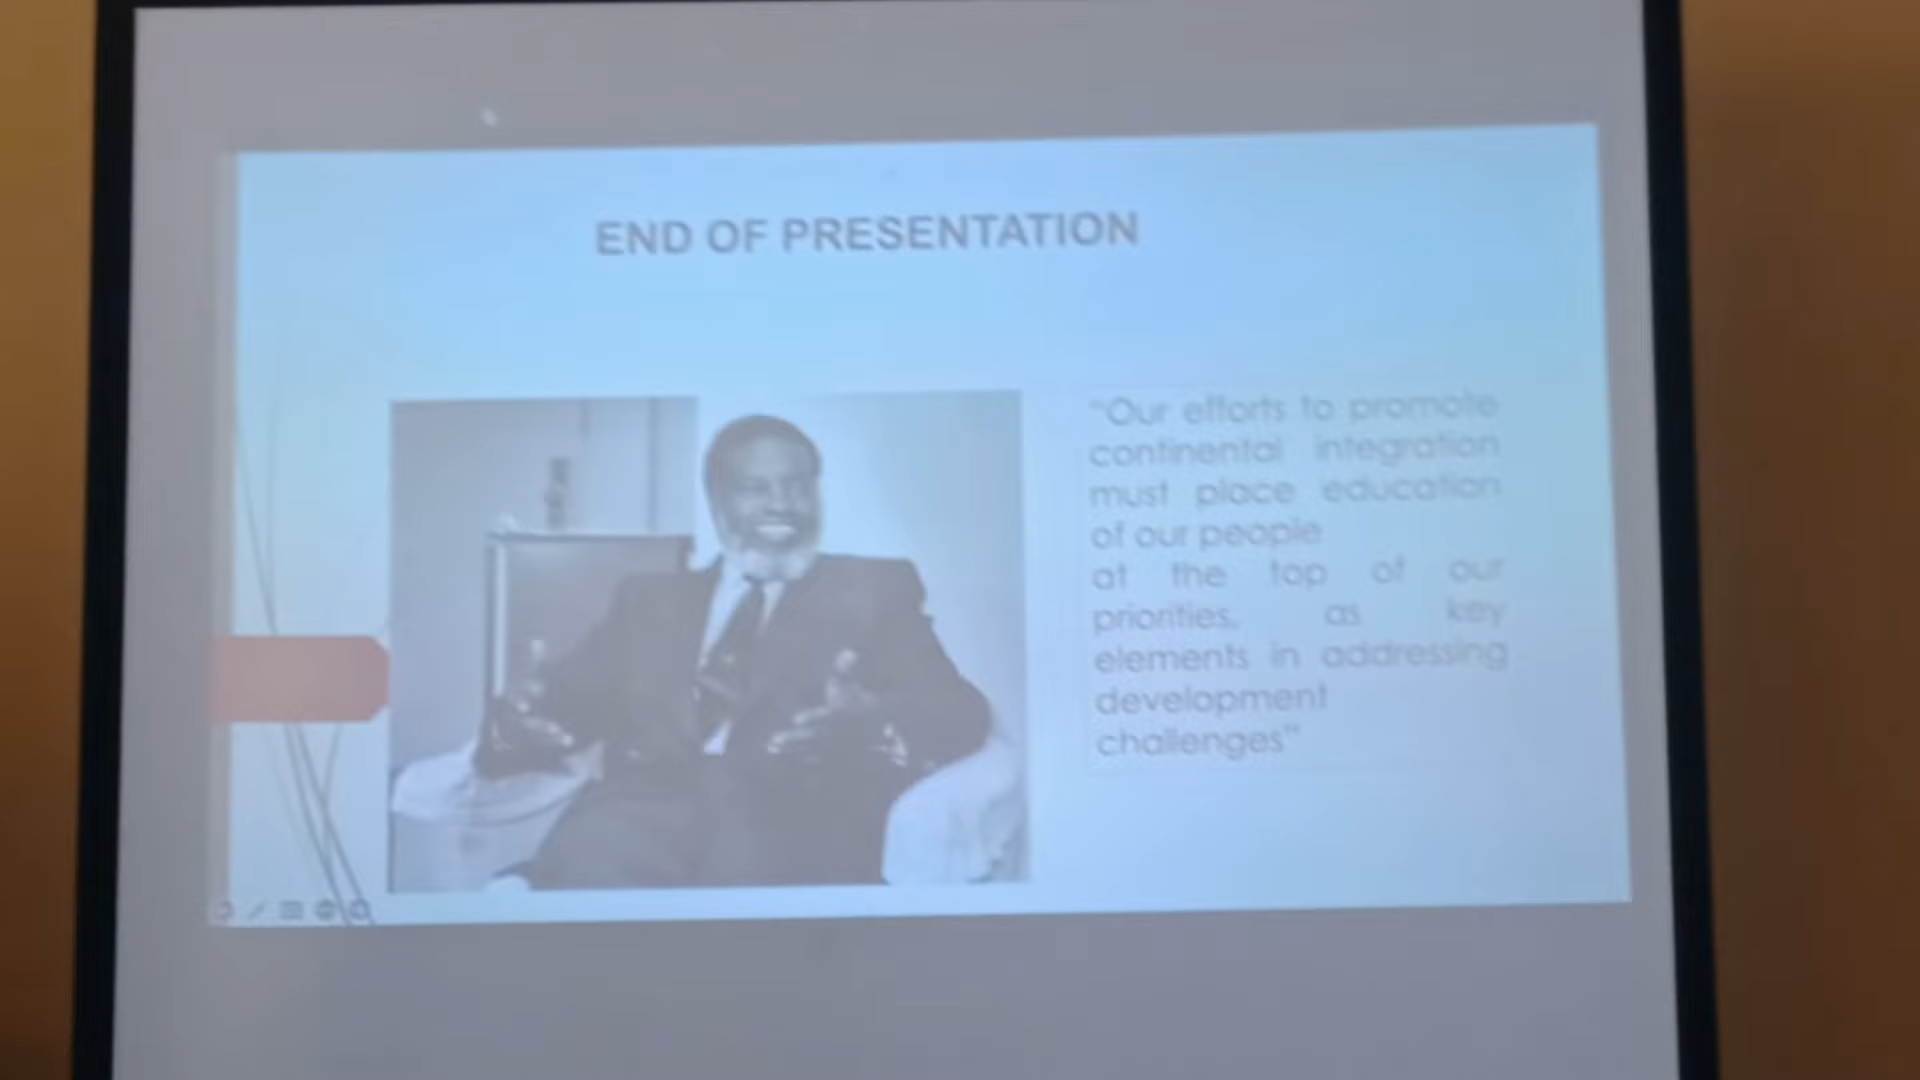 END OF PRESENTATION
"Our efforts to promote
continental integration
must place education
of our people
at the top of our
priorities, as key
elements in addressing
development
challenges"